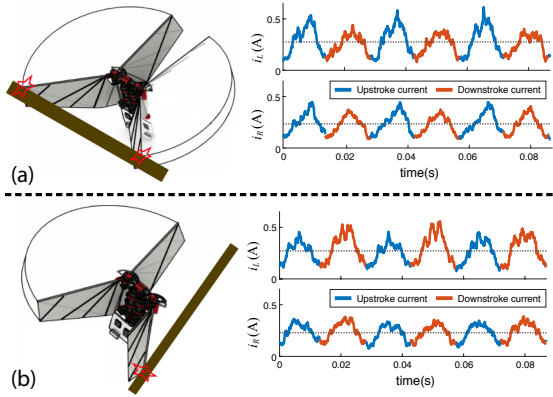 (a)
i_L (A)
0.5
0
Upstroke current Downstroke current
i_R (A)
0.5
0
0 0.02 0.04 0.06 0.08
time(s)
(b)
i_L (A)
0.5
0
Upstroke current Downstroke current
i_R (A)
0.5
0
0 0.02 0.04 0.06 0.08
time(s)